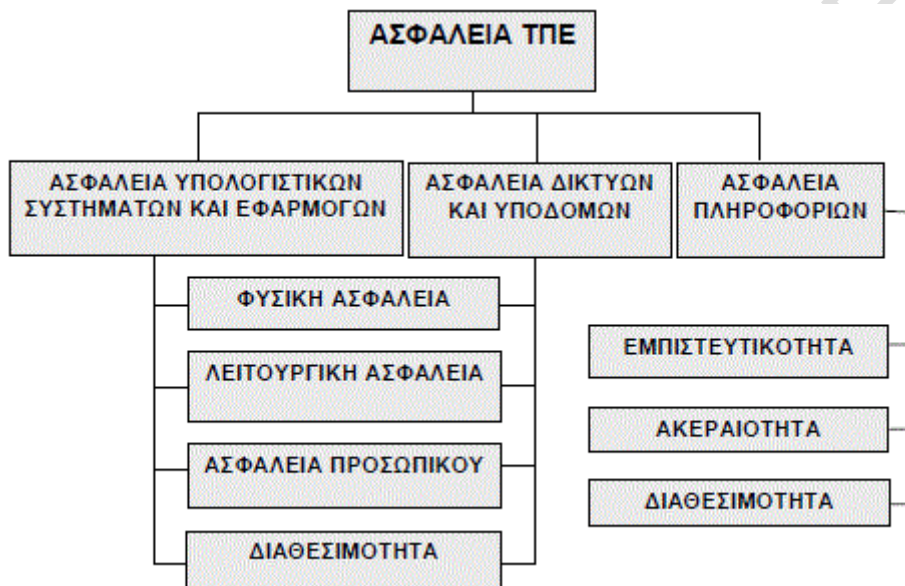 ΑΣΦΑΛΕΙΑ ΤΠΕ
ΑΣΦΑΛΕΙΑ ΥΠΟΛΟΓΙΣΤΙΚΩΝ
ΣΥΣΤΗΜΑΤΩΝ ΚΑΙ ΕΦΑΡΜΟΓΩΝ
ΑΣΦΑΛΕΙΑ ΔΙΚΤΥΩΝ
ΚΑΙ ΥΠΟΔΟΜΩΝ
ΑΣΦΑΛΕΙΑ
ΠΛΗΡΟΦΟΡΙΩΝ
ΦΥΣΙΚΗ ΑΣΦΑΛΕΙΑ
ΛΕΙΤΟΥΡΓΙΚΗ ΑΣΦΑΛΕΙΑ
ΑΣΦΑΛΕΙΑ ΠΡΟΣΩΠΙΚΟΥ
ΔΙΑΘΕΣΙΜΟΤΗΤΑ
ΕΜΠΙΣΤΕΥΤΙΚΟΤΗΤΑ
ΑΚΕΡΑΙΟΤΗΤΑ
ΔΙΑΘΕΣΙΜΟΤΗΤΑ